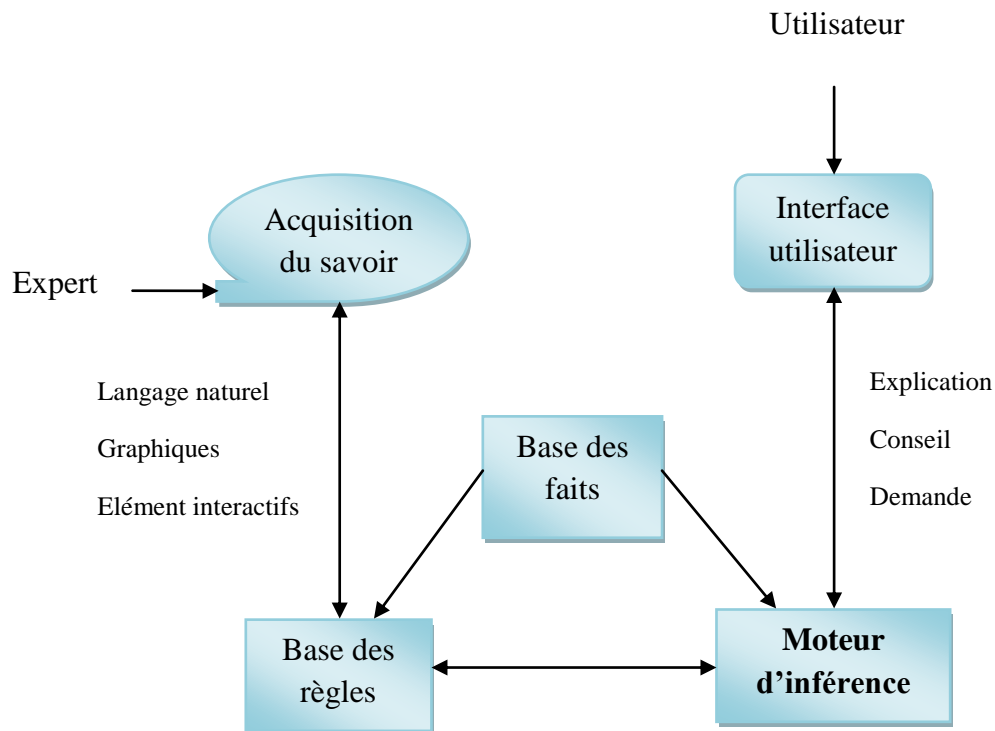 Utilisateur
Acquisition
du savoir
Interface
utilisateur
Expert
Langage naturel
Graphiques
Elément interactifs
Explication
Conseil
Demande
Base des
faits
Base des
règles
Moteur
d’inférence